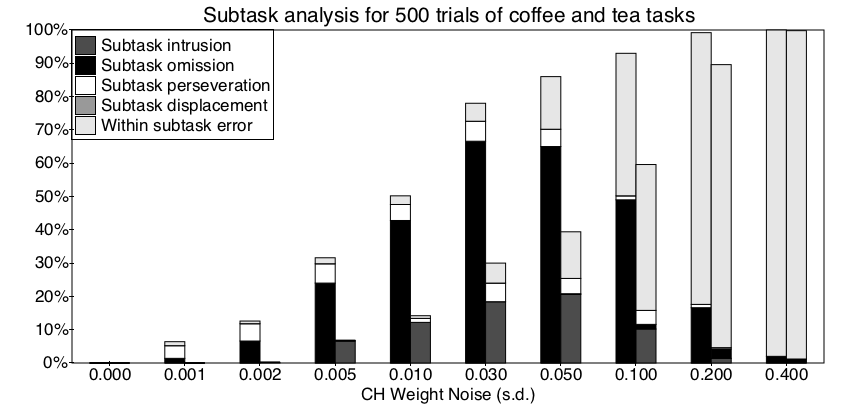 Subtask analysis for 500 trials of coffee and tea tasks
100%
90%
80%
70%
60%
50%
40%
30%
20%
10%
0%
Subtask intrusion
Subtask omission
Subtask perseveration
Subtask displacement
Within subtask error
0.000 0.001 0.002 0.005 0.010 0.030 0.050 0.100 0.200 0.400
CH Weight Noise (s.d.)